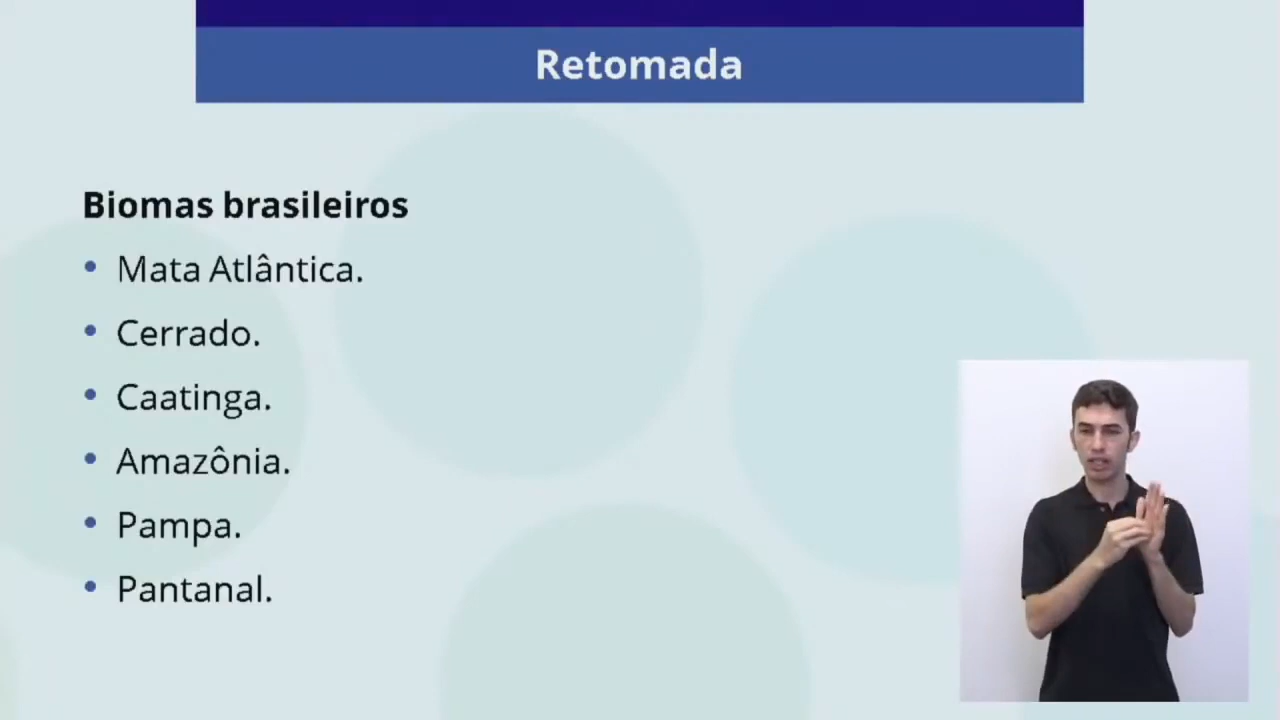 Retomada
Biomas brasileiros
• Mata Atlântica.
• Cerrado.
• Caatinga.
• Amazônia.
• Pampa.
• Pantanal.